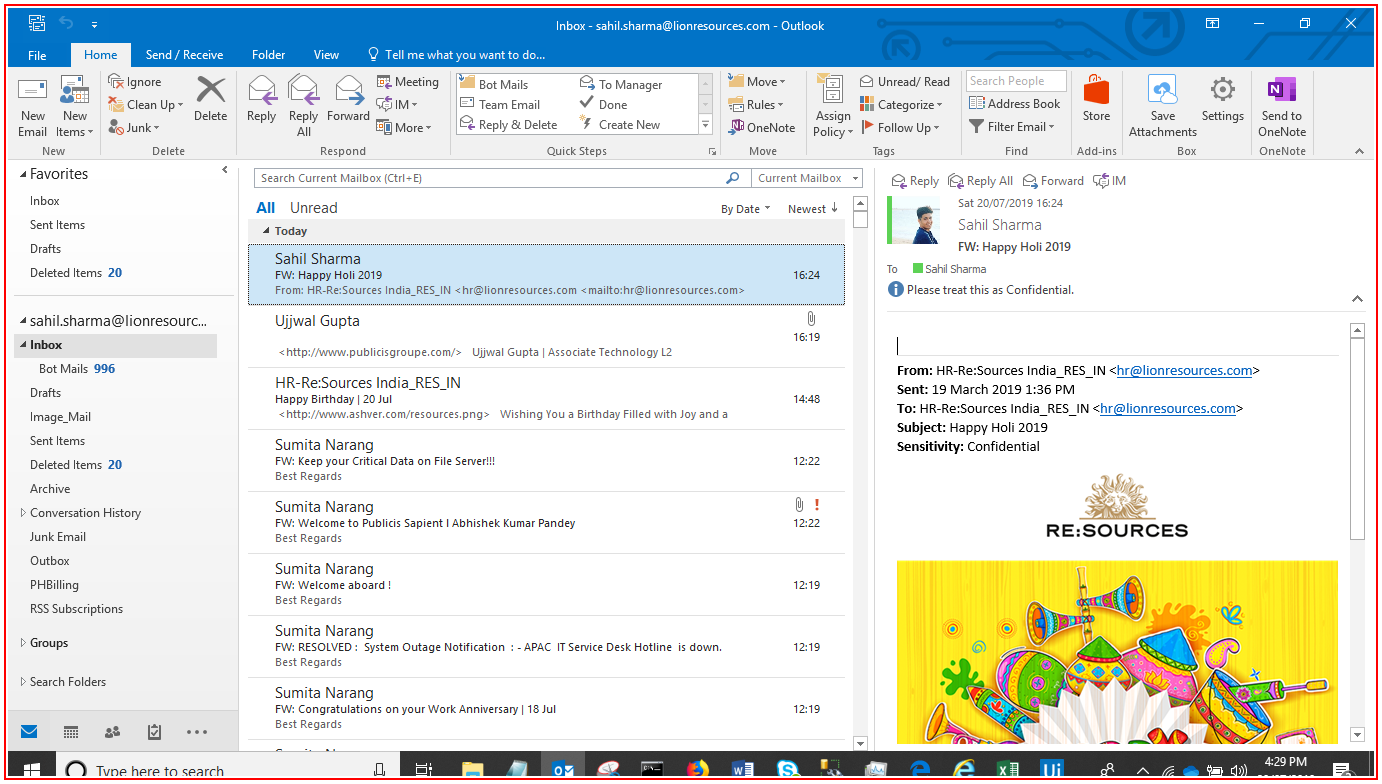 Inbox - sahil.sharma@lionresources.com - Outlook
File Home Send / Receive Folder View Tell me what you want to do...
New Email
New Items
Ignore
Clean Up
Junk
Delete
Reply
Reply All
Forward
Meeting
IM
More
Bot Mails
Team Email
Reply & Delete
To Manager
Done
Create New
Move
Rules
OneNote
Assign Policy
Unread/ Read
Categorize
Follow Up
Search People
Address Book
Filter Email
Store
Save Attachments
Settings
Send to OneNote
New Delete Respond Quick Steps Move Tags Find Add-ins Box OneNote
Favorites
Inbox
Sent Items
Drafts
Deleted Items 20
sahil.sharma@lionresourc...
Inbox
Bot Mails 996
Drafts
Image_Mail
Sent Items
Deleted Items 20
Archive
Conversation History
Junk Email
Outbox
PHBilling
RSS Subscriptions
Groups
Search Folders
Search Current Mailbox (Ctrl+E) Current Mailbox
All Unread By Date Newest
Today
Sahil Sharma
FW: Happy Holi 2019 16:24
From: HR-Re:Sources India_RES_IN <hr@lionresources.com <mailto:hr@lionresources.com>
Ujjwal Gupta
16:19
<http://www.publicisgroupe.com/> Ujjwal Gupta | Associate Technology L2
HR-Re:Sources India_RES_IN
Happy Birthday | 20 Jul 14:48
<http://www.ashver.com/resources.png> Wishing You a Birthday Filled with Joy and a
Sumita Narang
FW: Keep your Critical Data on File Server!!! 12:22
Best Regards
Sumita Narang
FW: Welcome to Publicis Sapient I Abhishek Kumar Pandey 12:22
Best Regards
Sumita Narang
FW: Welcome aboard ! 12:19
Best Regards
Sumita Narang
FW: RESOLVED : System Outage Notification : - APAC IT Service Desk Hotline is down. 12:19
Best Regards
Sumita Narang
FW: Congratulations on your Work Anniversary | 18 Jul 12:19
Best Regards
Reply Reply All Forward IM
Sat 20/07/2019 16:24
Sahil Sharma
FW: Happy Holi 2019
To Sahil Sharma
Please treat this as Confidential.
From: HR-Re:Sources India_RES_IN <hr@lionresources.com>
Sent: 19 March 2019 1:36 PM
To: HR-Re:Sources India_RES_IN <hr@lionresources.com>
Subject: Happy Holi 2019
Sensitivity: Confidential
RE:SOURCES
Type here to search
4:29 PM